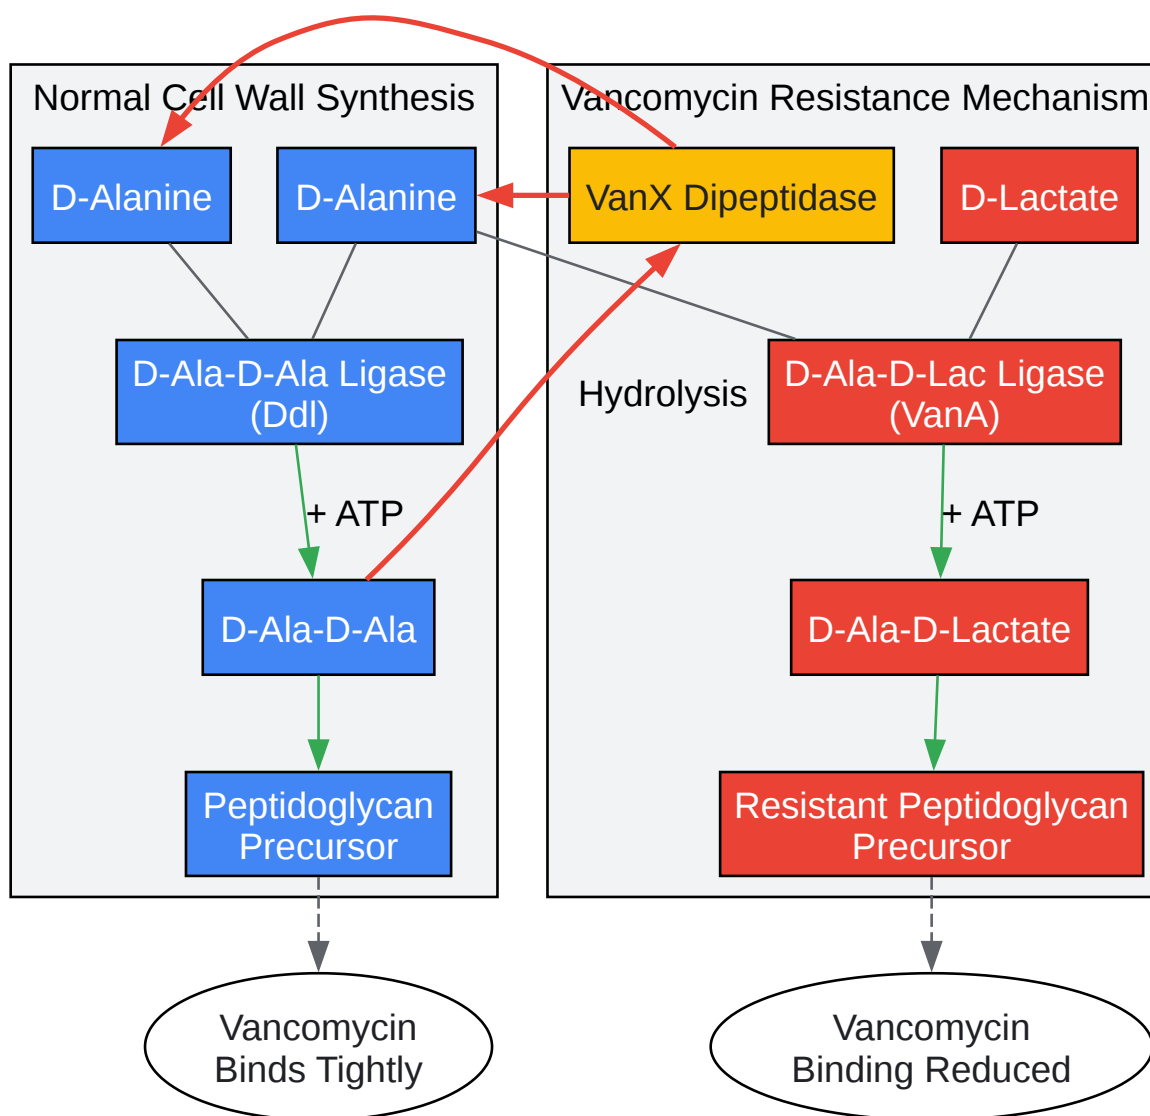 Normal Cell Wall Synthesis
Vancomycin Resistance Mechanism
D-Alanine
D-Alanine
VanX Dipeptidase
D-Lactate
D-Ala-D-Ala Ligase
(Ddl)
Hydrolysis
D-Ala-D-Lac Ligase
(VanA)
+ ATP
+ ATP
D-Ala-D-Ala
D-Ala-D-Lactate
Peptidoglycan
Precursor
Resistant Peptidoglycan
Precursor
Vancomycin
Binds Tightly
Vancomycin
Binding Reduced